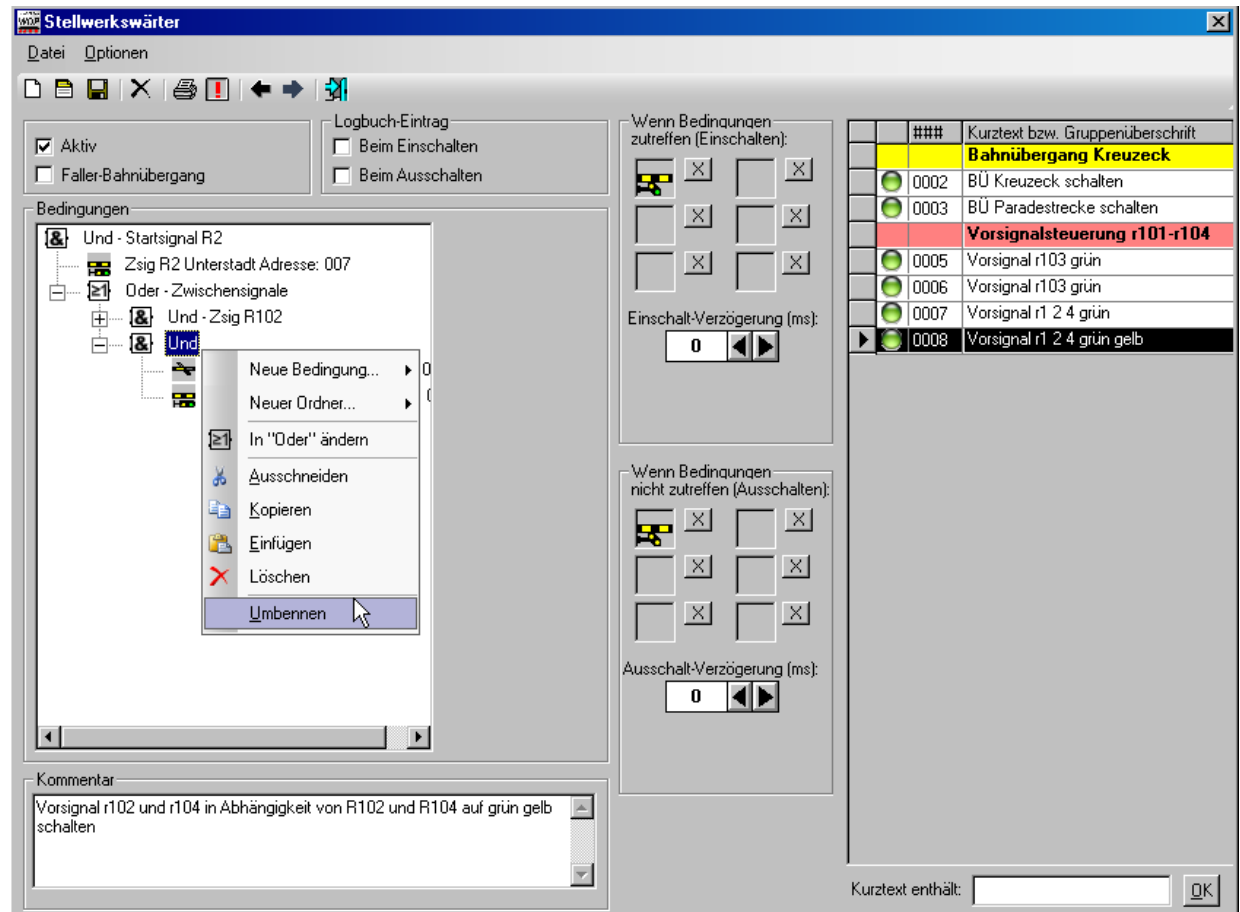 Stellwerkswärter
Datei Optionen
Logbuch-Eintrag
Aktiv
Beim Einschalten
Faller-Bahnübergang
Beim Ausschalten
Bedingungen
Und - Startsignal R2
Zsig R2 Unterstadt Adresse: 007
Oder - Zwischensignale
Und - Zsig R102
Und
Neue Bedingung...
Neuer Ordner...
In "Oder" ändern
Ausschneiden
Kopieren
Einfügen
Löschen
Umbennen
Kommentar
Vorsignal r102 und r104 in Abhängigkeit von R102 und R104 auf grün gelb
schalten
Wenn Bedingungen
zutreffen (Einschalten):
X X
X X
X X
Einschalt-Verzögerung (ms):
0
Wenn Bedingungen
nicht zutreffen (Ausschalten):
X X
X X
X X
Ausschalt-Verzögerung (ms):
0
### Kurztext bzw. Gruppenüberschrift
Bahnübergang Kreuzeck
0002 BÜ Kreuzeck schalten
0003 BÜ Paradestrecke schalten
Vorsignalsteuerung r101-r104
0005 Vorsignal r103 grün
0006 Vorsignal r103 grün
0007 Vorsignal r1 2 4 grün
0008 Vorsignal r1 2 4 grün gelb
Kurztext enthält:
OK